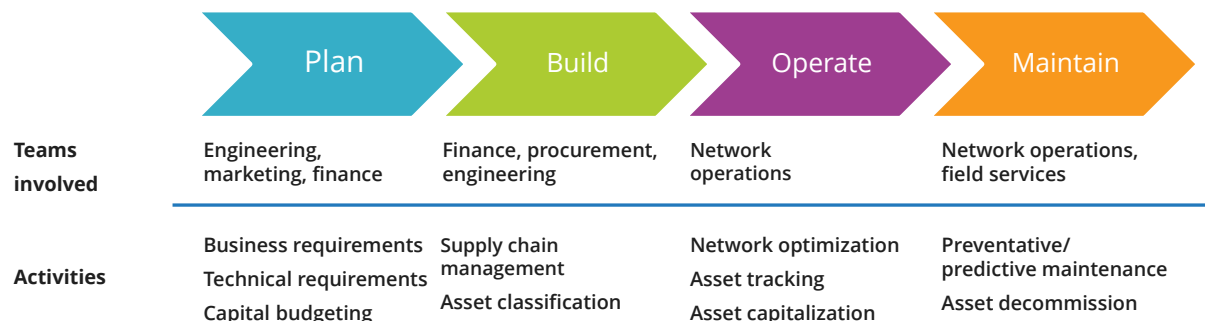 Plan
Build
Operate
Maintain
Teams
involved
Engineering,
marketing, finance
Finance, procurement,
engineering
Network
operations
Network operations,
field services
Activities
Business requirements
Technical requirements
Capital budgeting
Supply chain
management
Asset classification
Network optimization
Asset tracking
Asset capitalization
Preventative/
predictive maintenance
Asset decommission